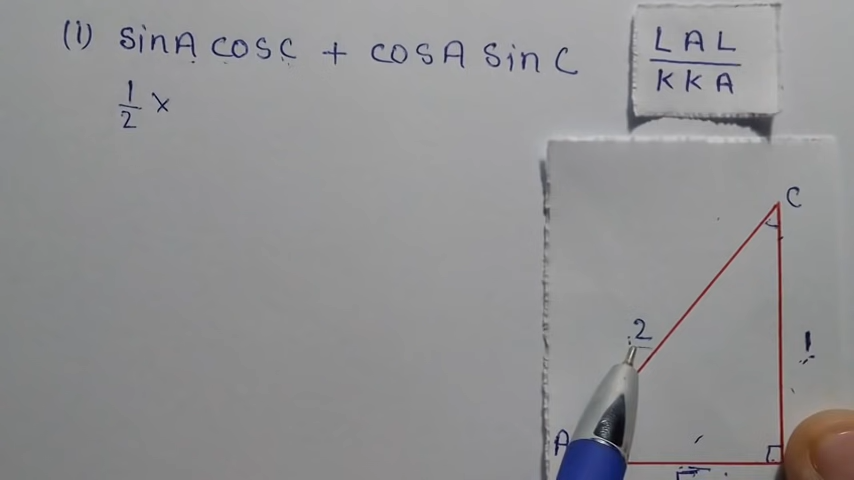 (i) sinA cosC + cosA sinC
1/2 ×
LAL
KKA
C
2
1
A